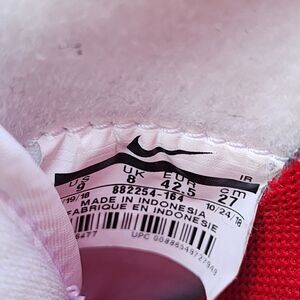 US UK EUR cm
9 8 42.5 27
/19/18 10/24/18
882254-164
MADE IN INDONESIA
FABRIQUE EN INDONESIE
UPC